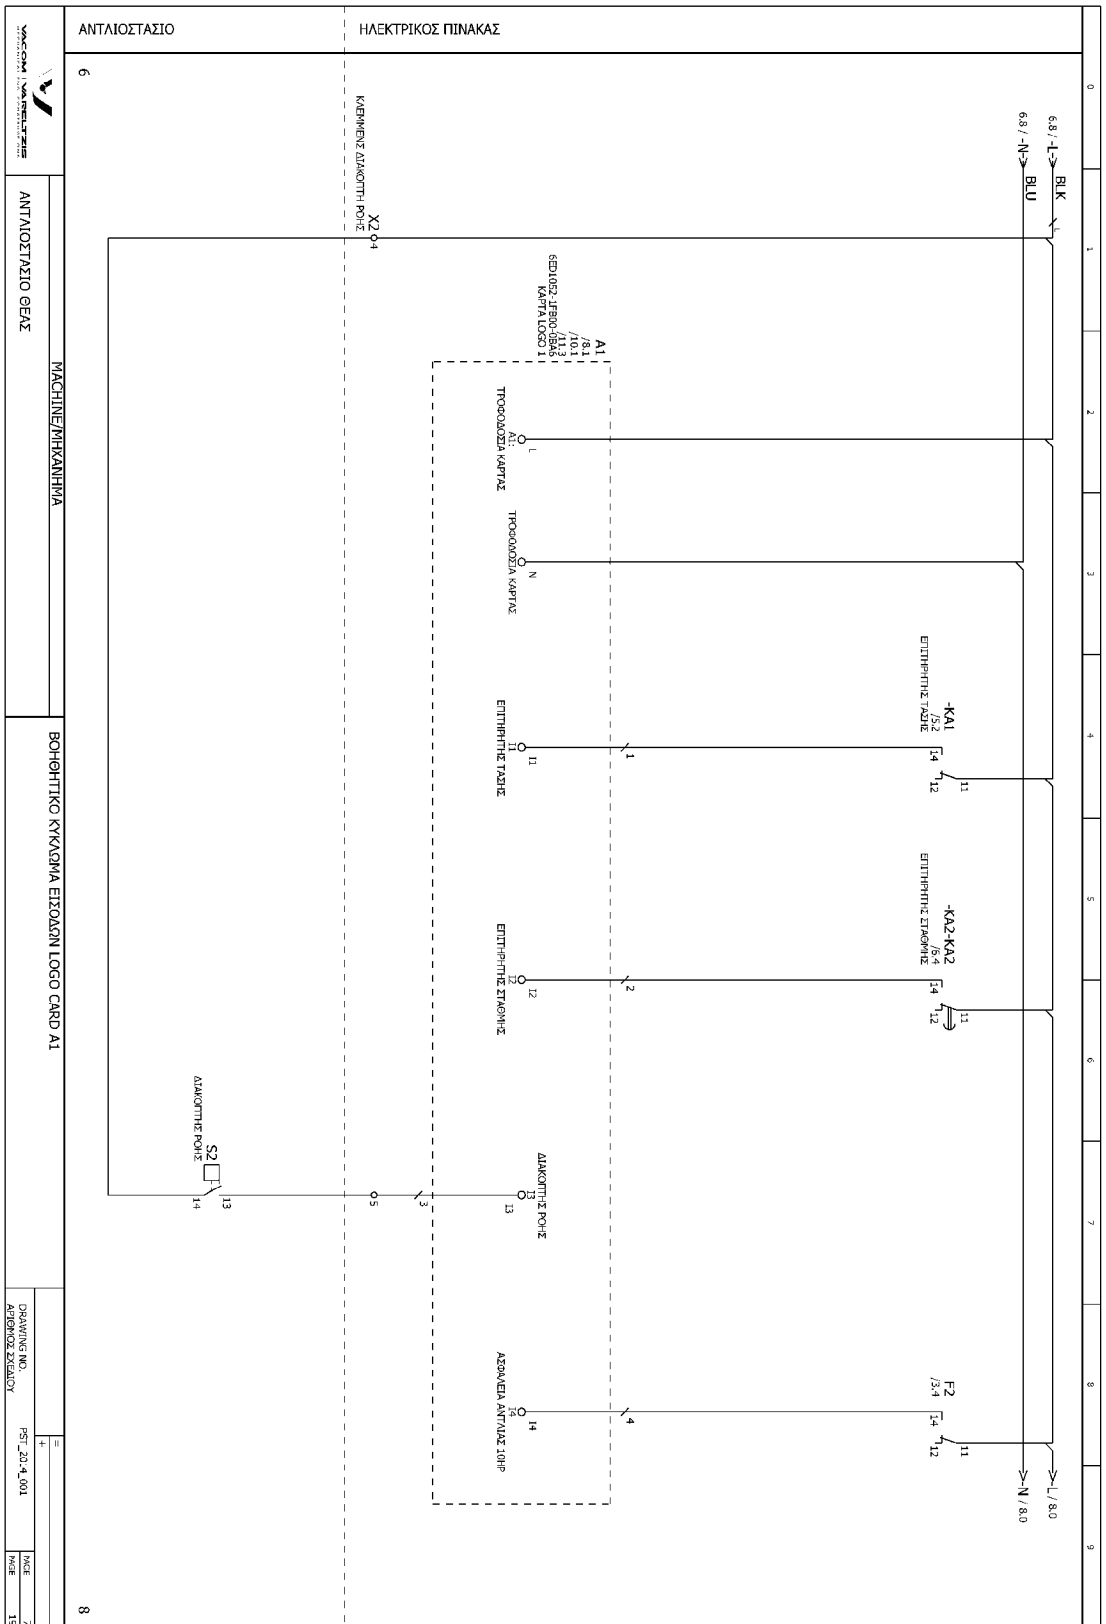 0
1
2
3
4
5
6
7
8
9
6.8 / -L
BLK
L
-L / 8.0
6.8 / -N
BLU
-N / 8.0
-KA1
/5.2
ΕΠΙΤΗΡΗΤΗΣ ΤΑΣΗΣ
14
11
12
-KA2-KA2
/6.4
ΕΠΙΤΗΡΗΤΗΣ ΣΤΑΘΜΗΣ
14
11
12
F2
/3.4
14
11
12
A1
/8.1
/10.1
/11.3
6ED1052-1FB00-0BA6
ΚΑΡΤΑ LOGO 1
1
2
4
L
A1:
ΤΡΟΦΟΔΟΣΙΑ ΚΑΡΤΑΣ
N
ΤΡΟΦΟΔΟΣΙΑ ΚΑΡΤΑΣ
I1
I1
ΕΠΙΤΗΡΗΤΗΣ ΤΑΣΗΣ
I2
I2
ΕΠΙΤΗΡΗΤΗΣ ΣΤΑΘΜΗΣ
ΔΙΑΚΟΠΤΗΣ ΡΟΗΣ
I3
I3
I4
I4
ΑΣΦΑΛΕΙΑ ΑΝΤΛΙΑΣ 10HP
3
X2
4
ΚΛΕΜΜΕΝΣ ΔΙΑΚΟΠΤΗ ΡΟΗΣ
5
ΗΛΕΚΤΡΙΚΟΣ ΠΙΝΑΚΑΣ
ΑΝΤΛΙΟΣΤΑΣΙΟ
S2
ΔΙΑΚΟΠΤΗΣ ΡΟΗΣ
13
14
6
8
VACOM | VARELTZIS
MACHINE/ΜΗΧΑΝΗΜΑ
ΑΝΤΛΙΟΣΤΑΣΙΟ ΘΕΑΣ
ΒΟΗΘΗΤΙΚΟ ΚΥΚΛΩΜΑ ΕΙΣΟΔΩΝ LOGO CARD A1
=
+
DRAWING NO.
ΑΡΙΘΜΟΣ ΣΧΕΔΙΟΥ
PST_2014_001
PAGE
PAGE